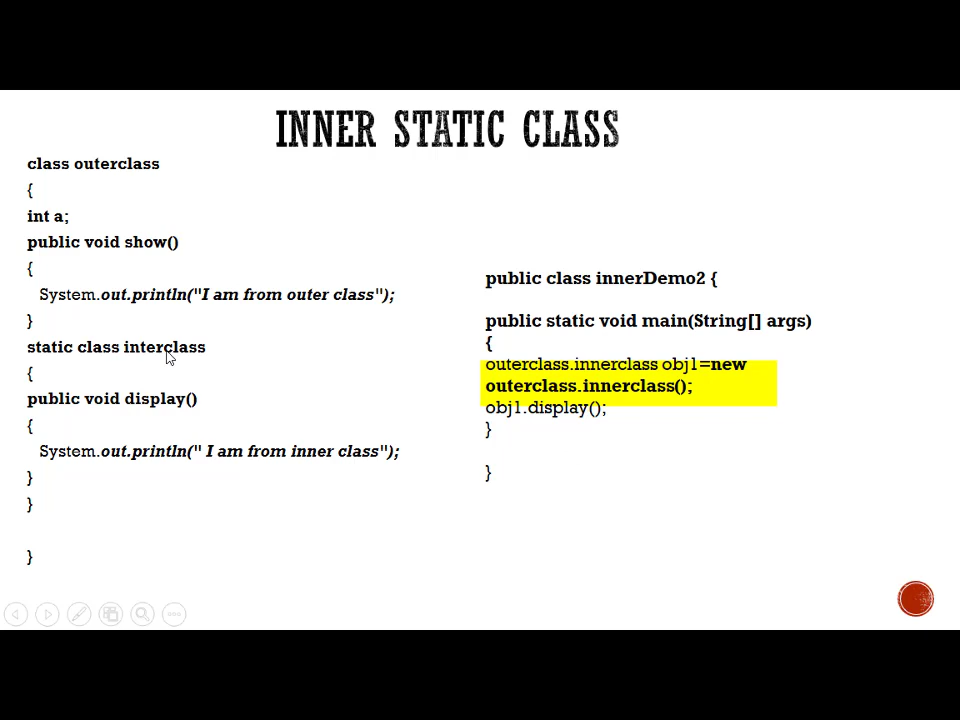 INNER STATIC CLASS
class outerclass
{
int a;
public void show()
{
System.out.println("I am from outer class");
}
static class interclass
{
public void display()
{
System.out.println(" I am from inner class");
}
}
}
public class innerDemo2 {
public static void main(String[] args)
{
outerclass.innerclass obj1=new
outerclass.innerclass();
obj1.display();
}
}